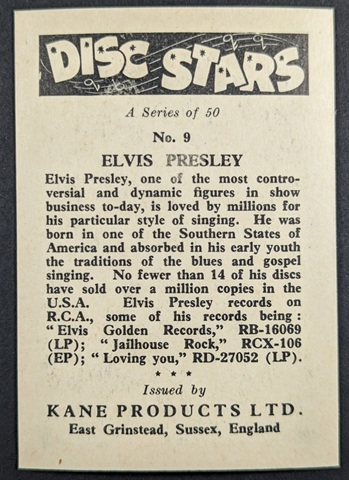 DISC STARS
A Series of 50
No. 9
ELVIS PRESLEY
Elvis Presley, one of the most contro-
versial and dynamic figures in show
business to-day, is loved by millions for
his particular style of singing. He was
born in one of the Southern States of
America and absorbed in his early youth
the traditions of the blues and gospel
singing. No fewer than 14 of his discs
have sold over a million copies in the
U.S.A. Elvis Presley records on
R.C.A., some of his records being :
“ Elvis Golden Records,” RB-16069
(LP); “ Jailhouse Rock,” RCX-106
(EP); “ Loving you,” RD-27052 (LP).
* * *
Issued by
KANE PRODUCTS LTD.
East Grinstead, Sussex, England